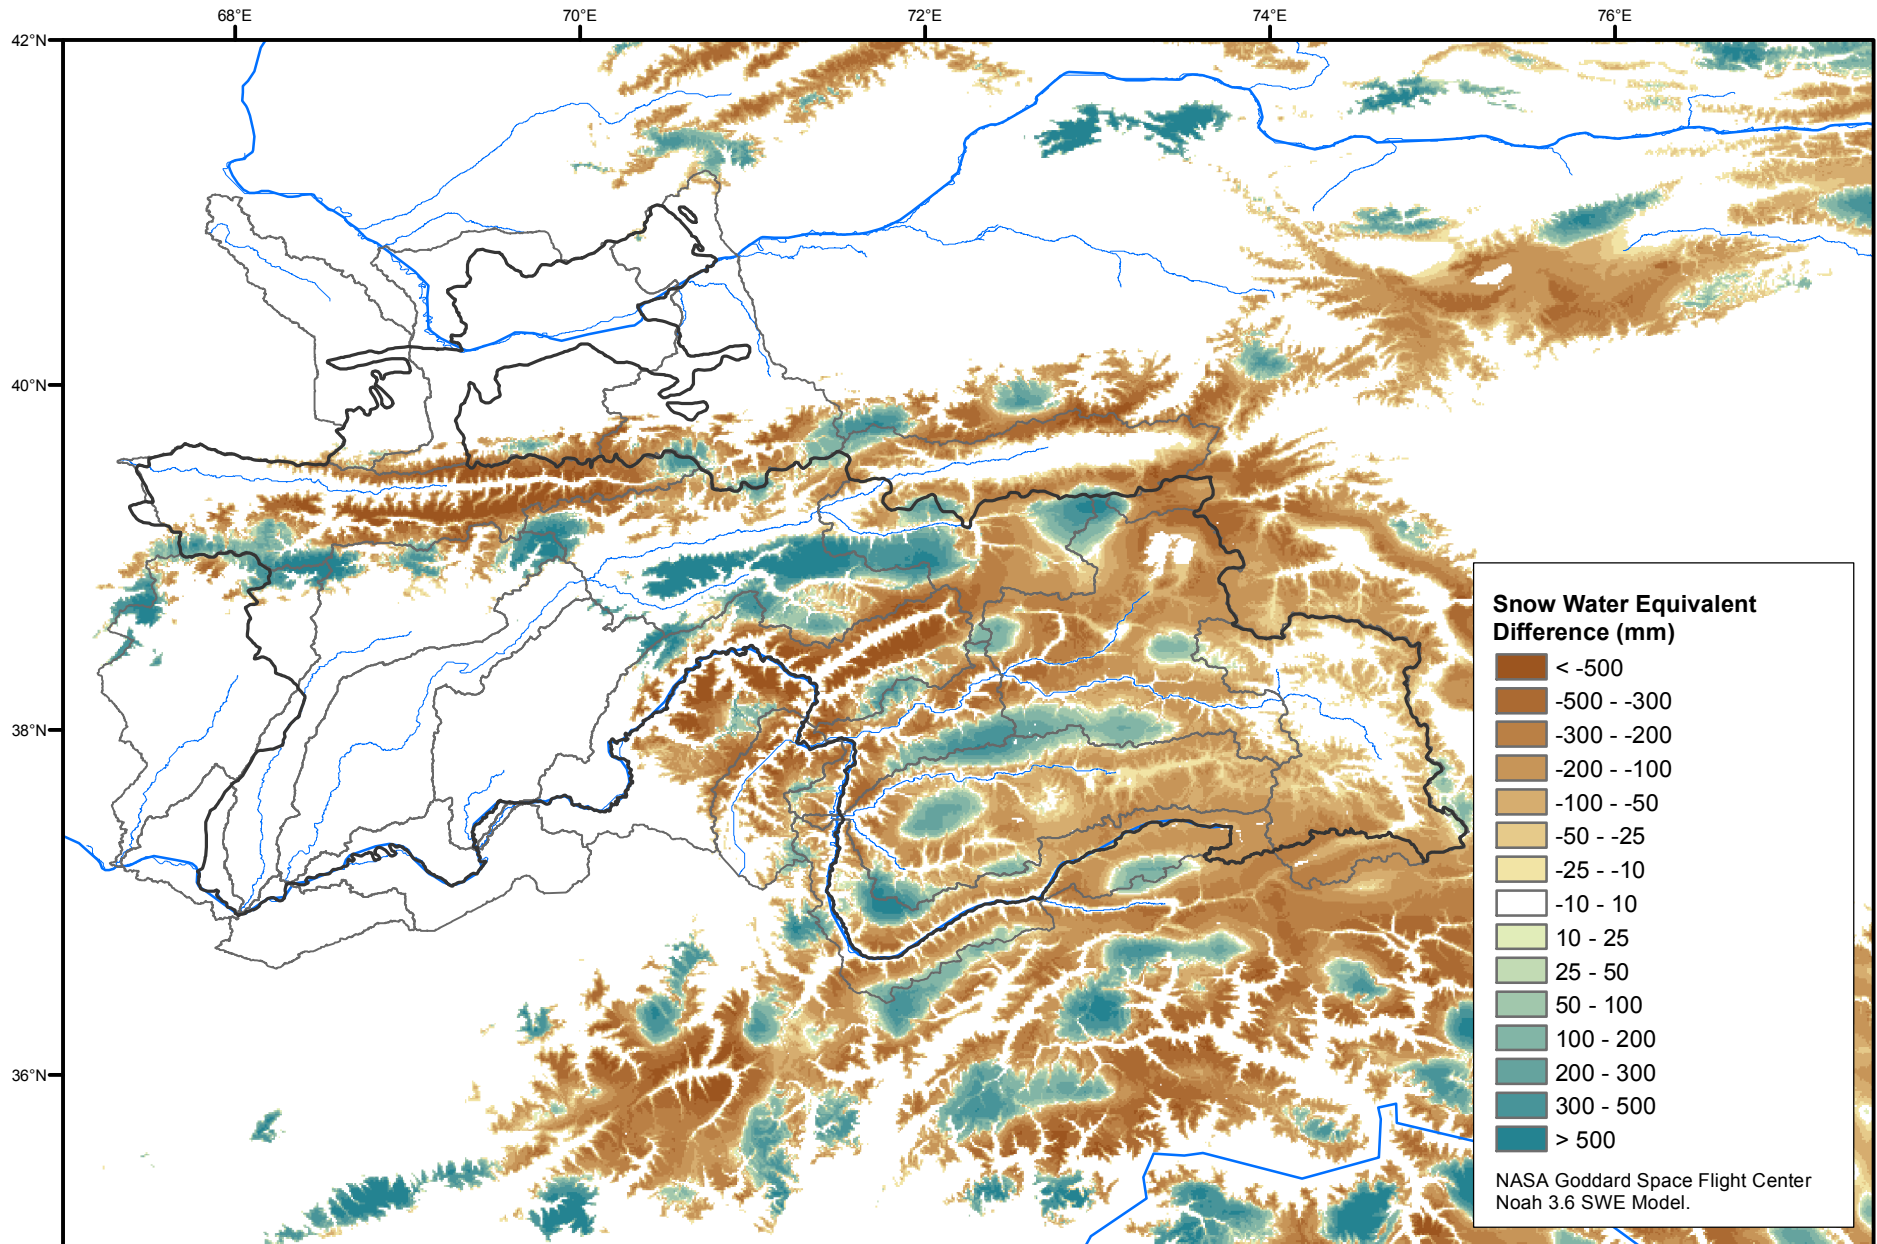 68°E 70°E 72°E 74°E 76°E
42°N
40°N
38°N
36°N
Snow Water Equivalent
Difference (mm)
< -500
-500 - -300
-300 - -200
-200 - -100
-100 - -50
-50 - -25
-25 - -10
-10 - 10
10 - 25
25 - 50
50 - 100
100 - 200
200 - 300
300 - 500
> 500
NASA Goddard Space Flight Center
Noah 3.6 SWE Model.